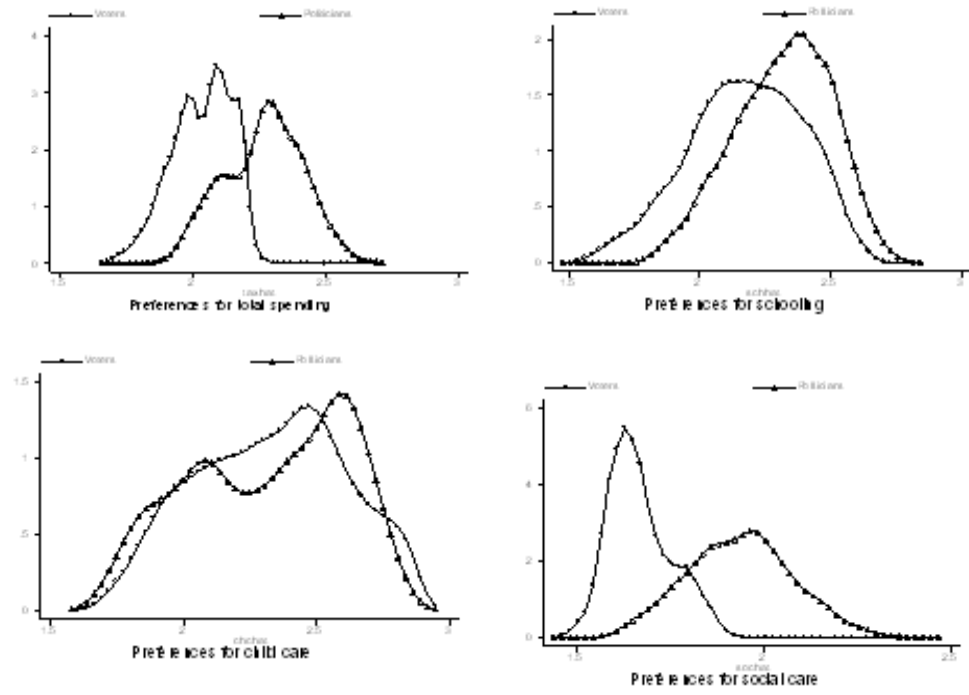 Voters Politicians
4
3
2
1
0
1.5 2 2.5 3
Preferences for total spending
Voters Politicians
2
1.5
1
.5
0
1.5 2 2.5 3
Preferences for schooling
Voters Politicians
1.5
1
.5
0
1.5 2 2.5 3
Preferences for child care
Voters Politicians
6
4
2
0
1.5 2 2.5
Preferences for social care